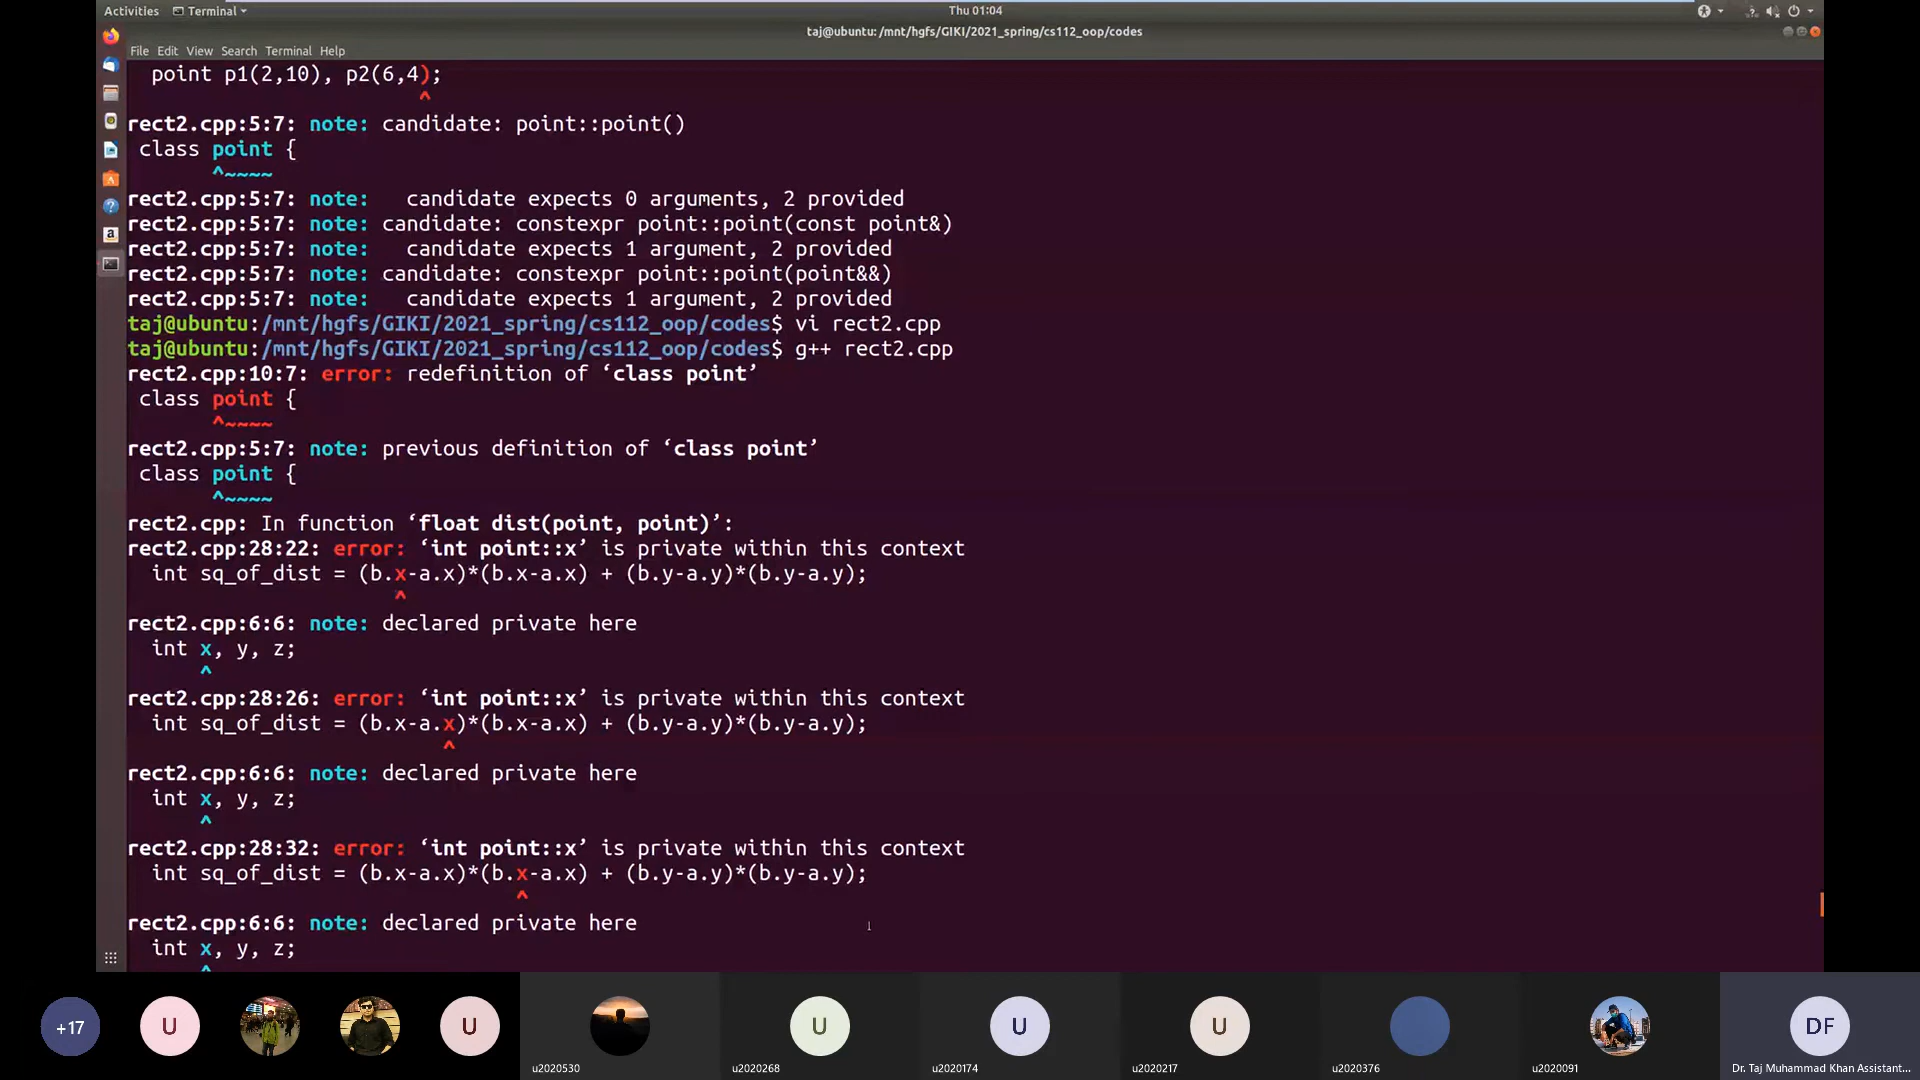 Activities Terminal Thu 01:04
taj@ubuntu: /mnt/hgfs/GIKI/2021_spring/cs112_oop/codes
File Edit View Search Terminal Help
point p1(2,10), p2(6,4);
^
rect2.cpp:5:7: note: candidate: point::point()
class point {
^~~~~
rect2.cpp:5:7: note:   candidate expects 0 arguments, 2 provided
rect2.cpp:5:7: note: candidate: constexpr point::point(const point&)
rect2.cpp:5:7: note:   candidate expects 1 argument, 2 provided
rect2.cpp:5:7: note: candidate: constexpr point::point(point&&)
rect2.cpp:5:7: note:   candidate expects 1 argument, 2 provided
taj@ubuntu:/mnt/hgfs/GIKI/2021_spring/cs112_oop/codes$ vi rect2.cpp
taj@ubuntu:/mnt/hgfs/GIKI/2021_spring/cs112_oop/codes$ g++ rect2.cpp
rect2.cpp:10:7: error: redefinition of ‘class point’
class point {
^~~~~
rect2.cpp:5:7: note: previous definition of ‘class point’
class point {
^~~~~
rect2.cpp: In function ‘float dist(point, point)’:
rect2.cpp:28:22: error: ‘int point::x’ is private within this context
int sq_of_dist = (b.x-a.x)*(b.x-a.x) + (b.y-a.y)*(b.y-a.y);
^
rect2.cpp:6:6: note: declared private here
int x, y, z;
^
rect2.cpp:28:26: error: ‘int point::x’ is private within this context
int sq_of_dist = (b.x-a.x)*(b.x-a.x) + (b.y-a.y)*(b.y-a.y);
^
rect2.cpp:6:6: note: declared private here
int x, y, z;
^
rect2.cpp:28:32: error: ‘int point::x’ is private within this context
int sq_of_dist = (b.x-a.x)*(b.x-a.x) + (b.y-a.y)*(b.y-a.y);
^
rect2.cpp:6:6: note: declared private here
int x, y, z;
^
+17 U U U U U DF
u2020530 u2020268 u2020174 u2020217 u2020376 u2020091 Dr. Taj Muhammad Khan Assistant...